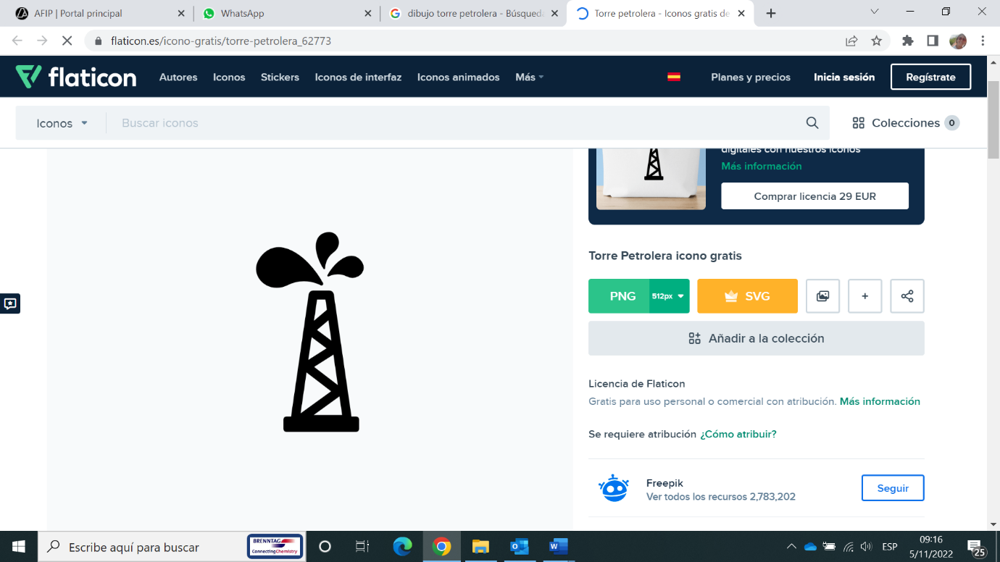 AFIP | Portal principal
WhatsApp
dibujo torre petrolera - Búsqued
Torre petrolera - Iconos gratis de
flaticon.es/icono-gratis/torre-petrolera_62773
flaticon
Autores
Iconos
Stickers
Iconos de interfaz
Iconos animados
Más
Planes y precios
Inicia sesión
Regístrate
Iconos
Buscar iconos
Colecciones 0
digitales con nuestros iconos
Más información
Comprar licencia 29 EUR
Torre Petrolera icono gratis
PNG 512px
SVG
+
Añadir a la colección
Licencia de Flaticon
Gratis para uso personal o comercial con atribución. Más información
Se requiere atribución ¿Cómo atribuir?
Freepik
Ver todos los recursos 2,783,202
Seguir
Escribe aquí para buscar
BRENNTAG
ConnectingChemistry
ESP
09:16
5/11/2022
25